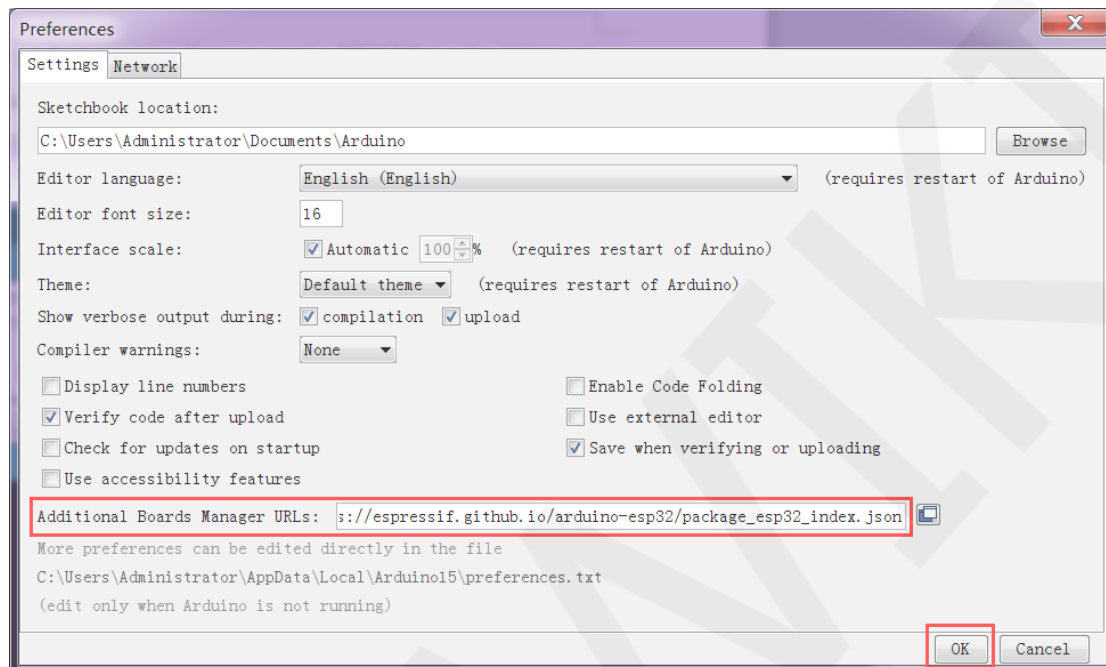 Preferences
Settings Network
Sketchbook location:
C:\Users\Administrator\Documents\Arduino Browse
Editor language: English (English) (requires restart of Arduino)
Editor font size: 16
Interface scale: Automatic 100 % (requires restart of Arduino)
Theme: Default theme (requires restart of Arduino)
Show verbose output during: compilation upload
Compiler warnings: None
Display line numbers Enable Code Folding
Verify code after upload Use external editor
Check for updates on startup Save when verifying or uploading
Use accessibility features
Additional Boards Manager URLs: s://espressif.github.io/arduino-esp32/package_esp32_index.json
More preferences can be edited directly in the file
C:\Users\Administrator\AppData\Local\Arduino15\preferences.txt
(edit only when Arduino is not running)
OK Cancel